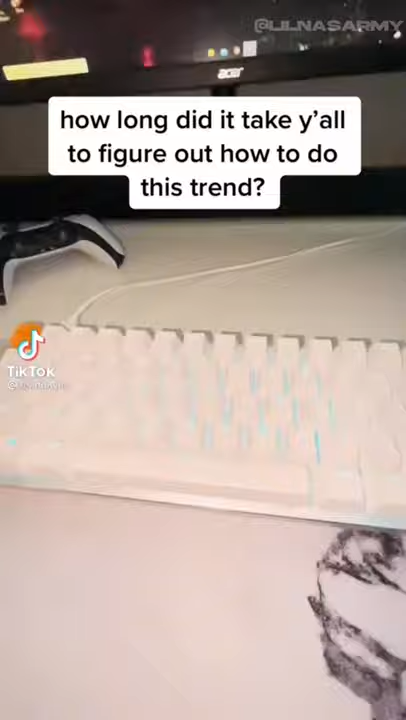 @LILNASARMY
acer
how long did it take y'all
to figure out how to do
this trend?
TikTok